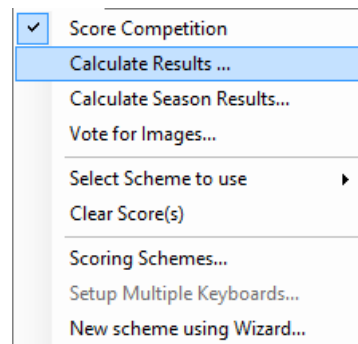 Score Competition
Calculate Results ...
Calculate Season Results...
Vote for Images...
Select Scheme to use
Clear Score(s)
Scoring Schemes...
Setup Multiple Keyboards...
New scheme using Wizard...